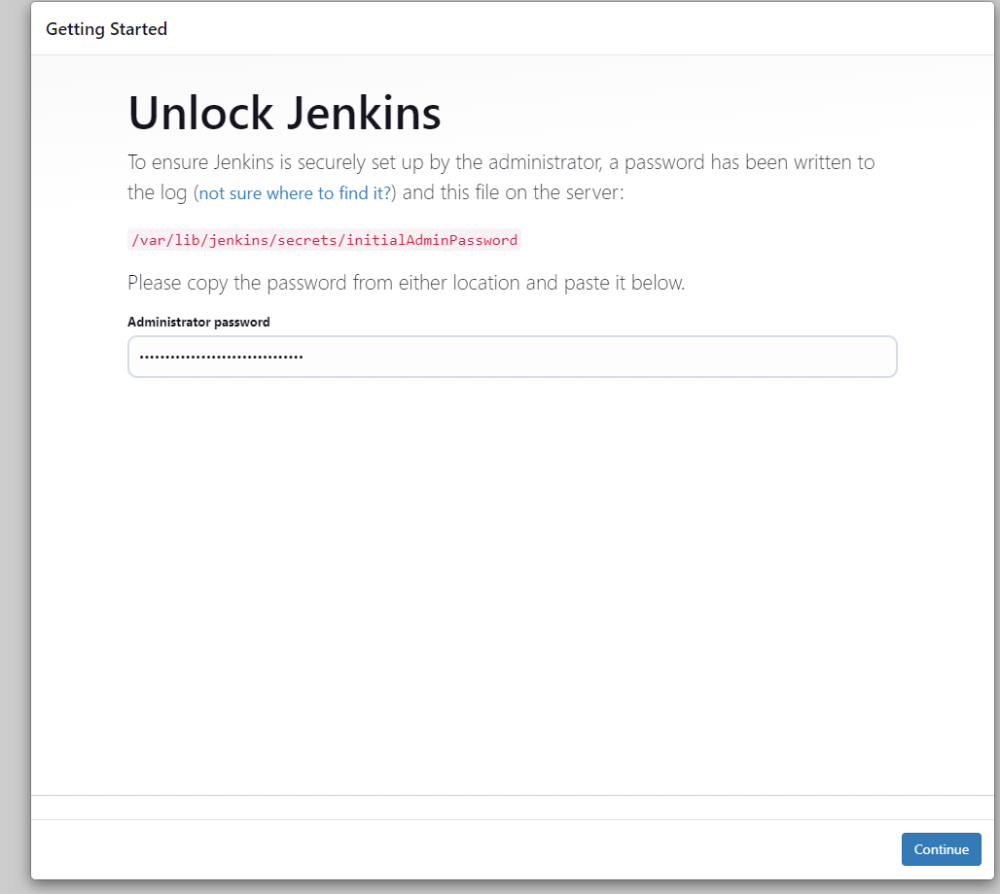 Getting Started
Unlock Jenkins
To ensure Jenkins is securely set up by the administrator, a password has been written to
the log (not sure where to find it?) and this file on the server:
/var/lib/jenkins/secrets/initialAdminPassword
Please copy the password from either location and paste it below.
Administrator password
••••••••••••••••••••••••••••••••
Continue